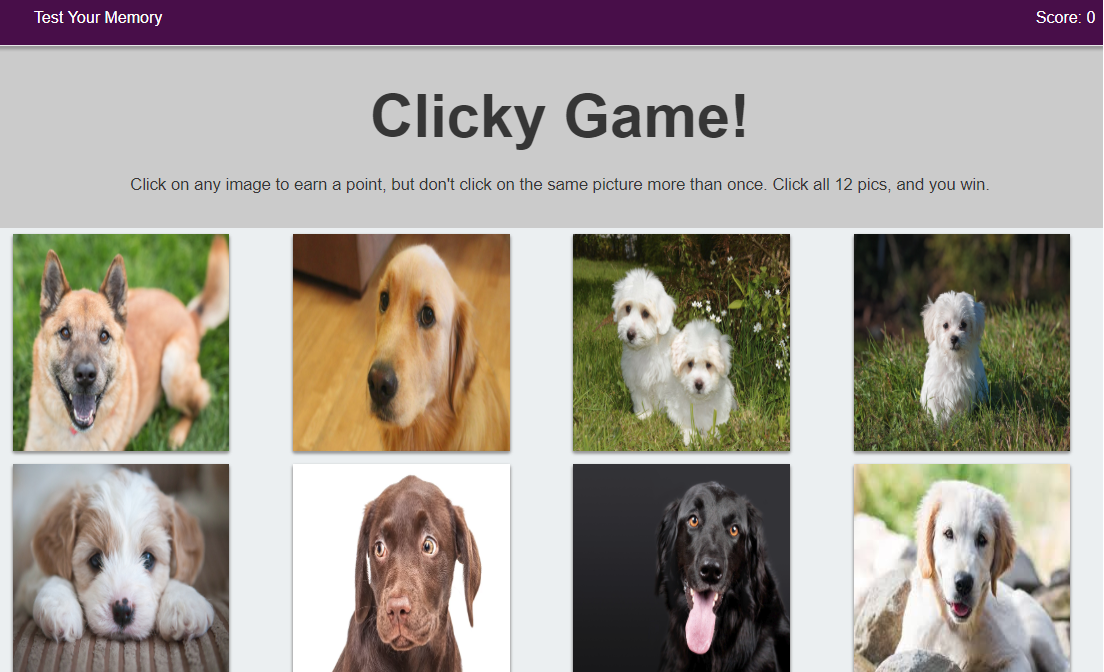 Test Your Memory
Score: 0
Clicky Game!
Click on any image to earn a point, but don't click on the same picture more than once. Click all 12 pics, and you win.